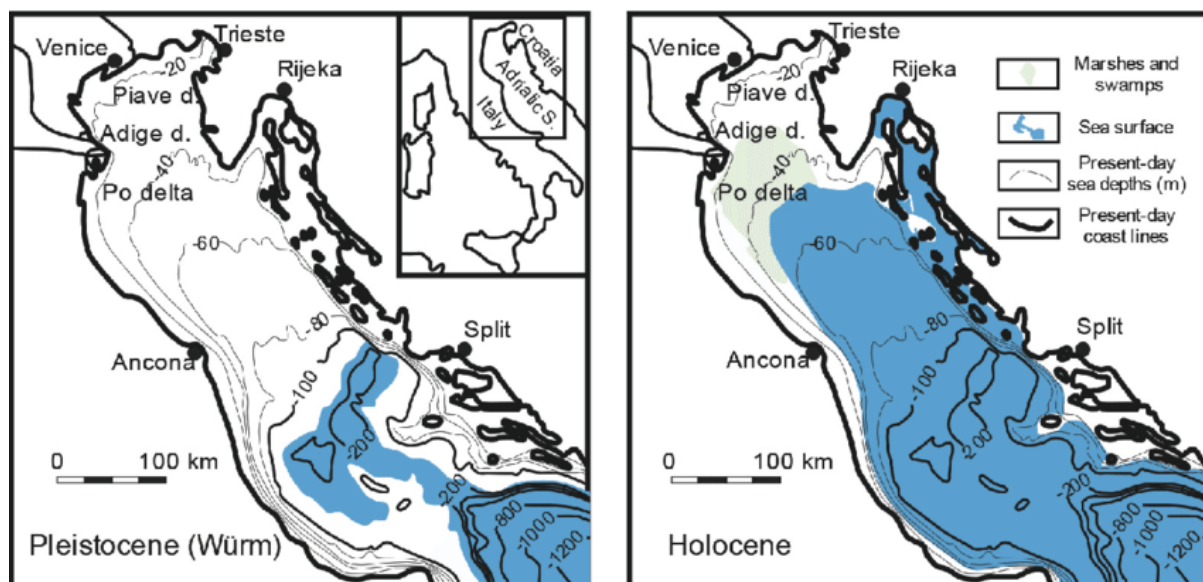 Venice
Trieste
-20
Rijeka
Piave d.
Adige d.
-40
Po delta
-60
-80
Split
Ancona
-100
-200
-200
-800
-1000
-1200
0 100 km
Pleistocene (Würm)
Croatia
Adriatic S.
Italy
Venice
Trieste
-20
Rijeka
Piave d.
Adige d.
-40
Po delta
-60
-80
Split
Ancona
-100
200
-200
-800
-1000
-1200
0 100 km
Holocene
Marshes and
swamps
Sea surface
Present-day
sea depths (m)
Present-day
coast lines